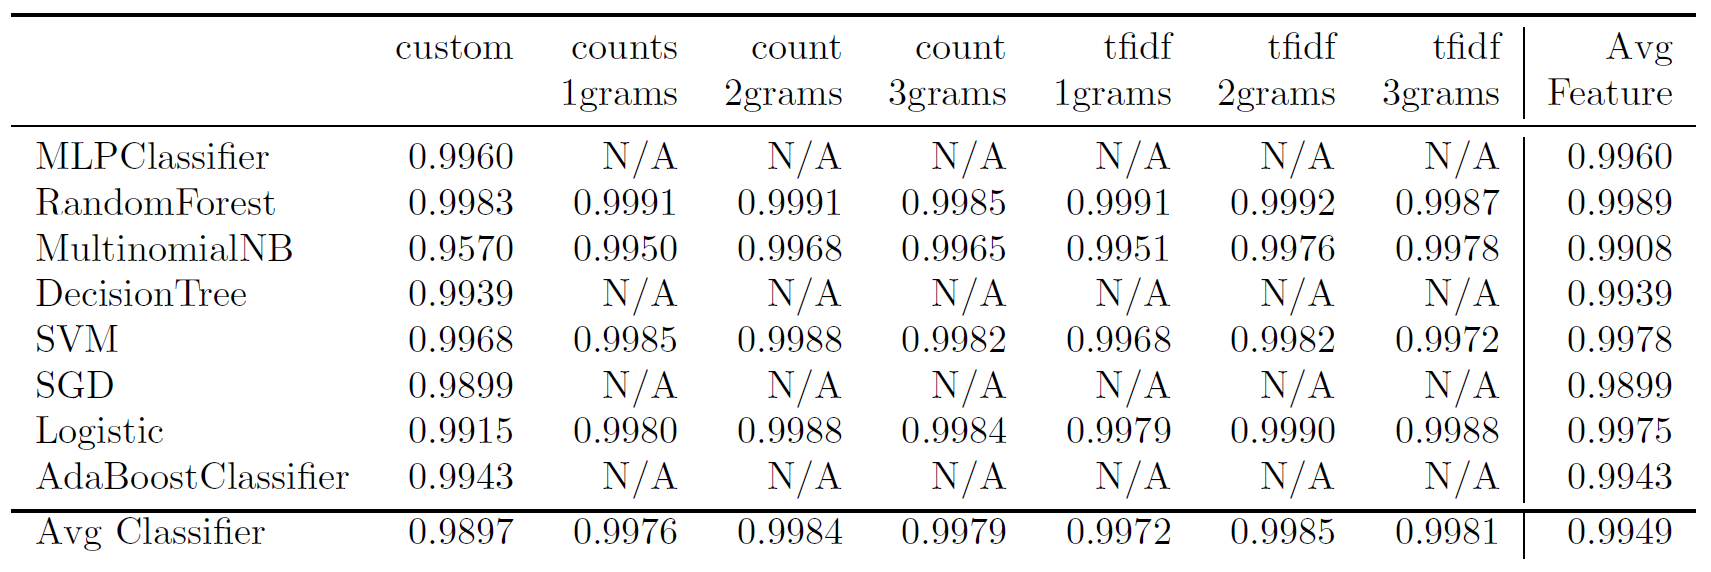 custom counts count count tfidf tfidf tfidf Avg
1grams 2grams 3grams 1grams 2grams 3grams Feature
MLPClassifier 0.9960 N/A N/A N/A N/A N/A N/A 0.9960
RandomForest 0.9983 0.9991 0.9991 0.9985 0.9991 0.9992 0.9987 0.9989
MultinomialNB 0.9570 0.9950 0.9968 0.9965 0.9951 0.9976 0.9978 0.9908
DecisionTree 0.9939 N/A N/A N/A N/A N/A N/A 0.9939
SVM 0.9968 0.9985 0.9988 0.9982 0.9968 0.9982 0.9972 0.9978
SGD 0.9899 N/A N/A N/A N/A N/A N/A 0.9899
Logistic 0.9915 0.9980 0.9988 0.9984 0.9979 0.9990 0.9988 0.9975
AdaBoostClassifier 0.9943 N/A N/A N/A N/A N/A N/A 0.9943
Avg Classifier 0.9897 0.9976 0.9984 0.9979 0.9972 0.9985 0.9981 0.9949